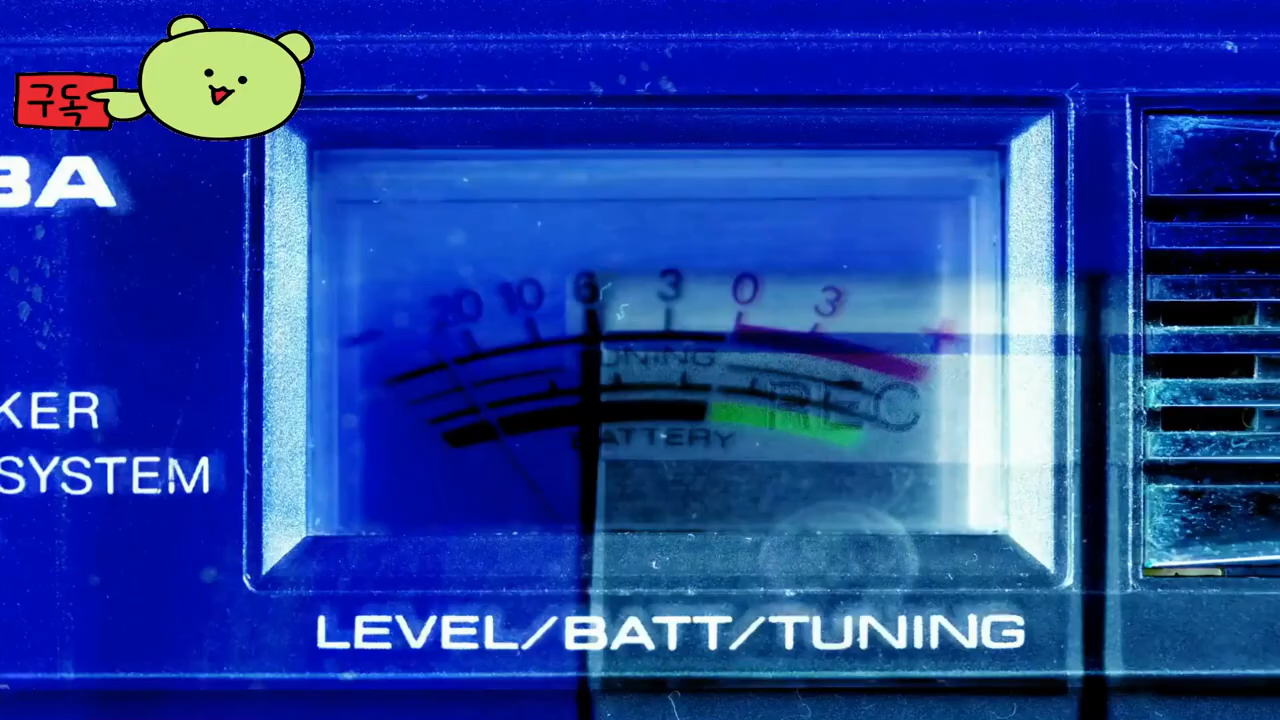 구독
BA
20 10 6 3 0 3
- +
TUNING
REC
BATTERY
KER
SYSTEM
LEVEL/BATT/TUNING